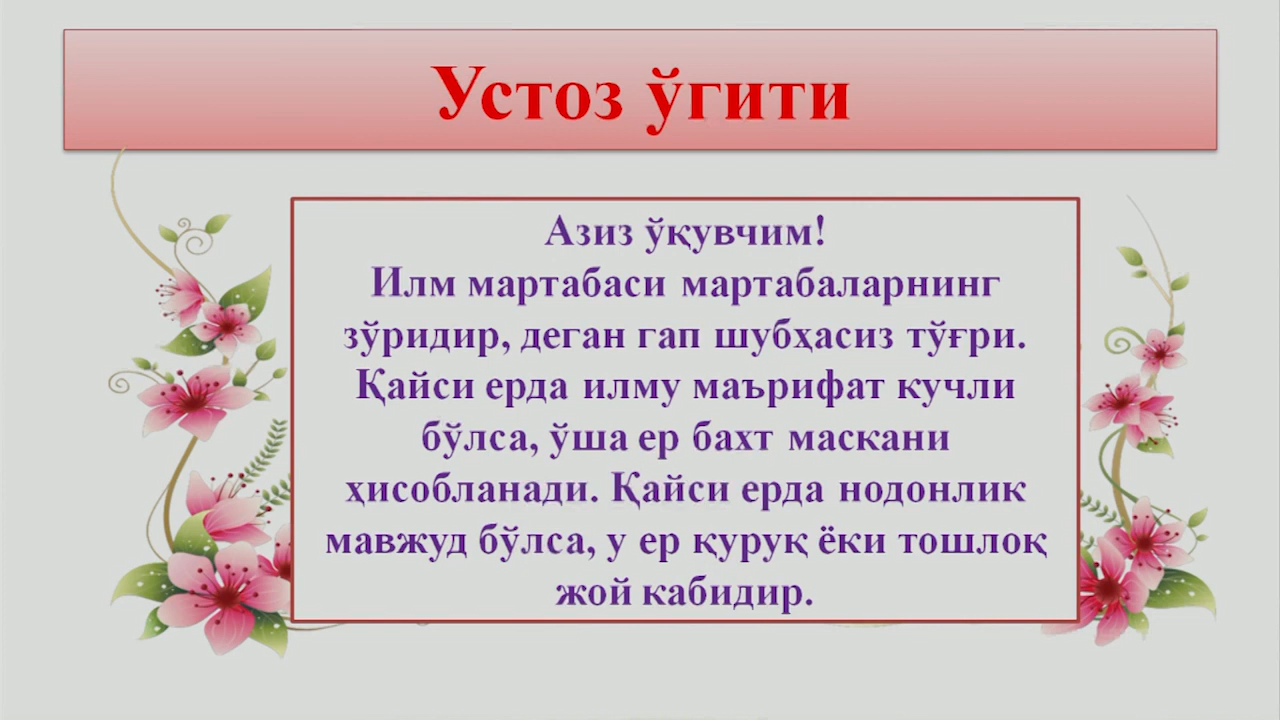 Устоз ўгити
Азиз ўқувчим!
Илм мартабаси мартабаларнинг
зўридир, деган гап шубҳасиз тўғри.
Қайси ерда илму маърифат кучли
бўлса, ўша ер бахт маскани
ҳисобланади. Қайси ерда нодонлик
мавжуд бўлса, у ер қуруқ ёки тошлоқ
жой кабидир.